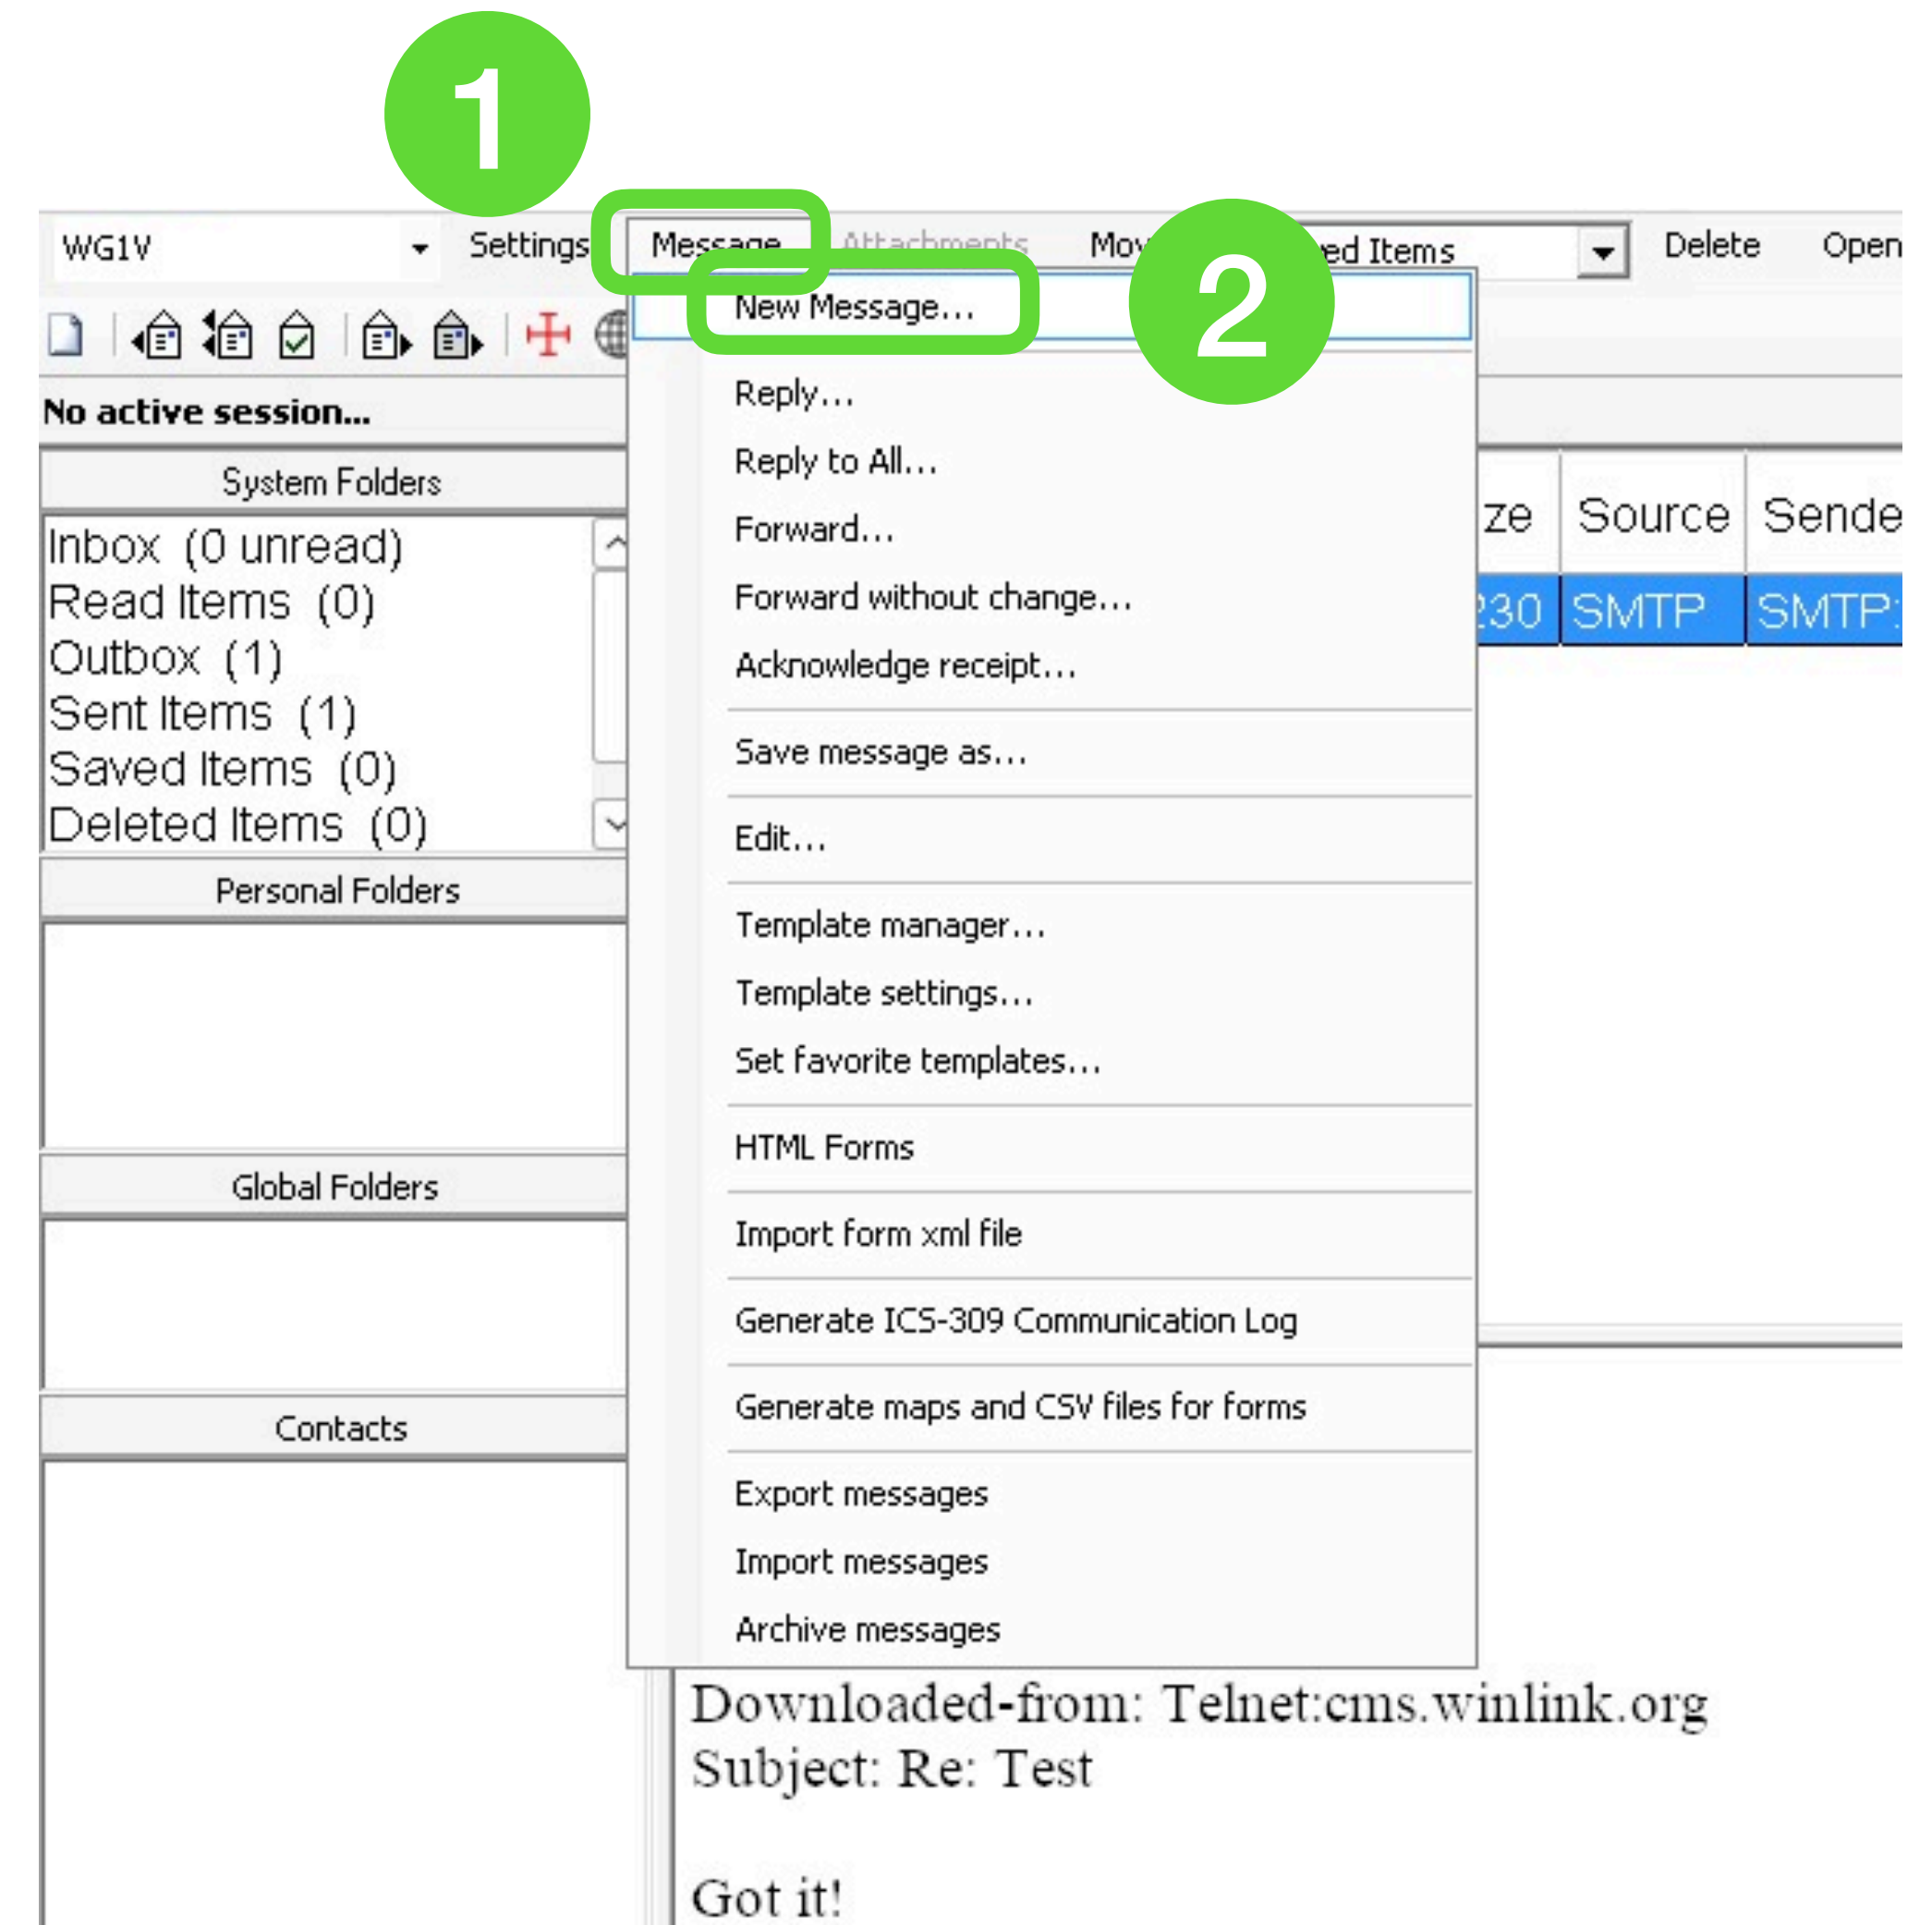 1
WG1V Settings Message Attachments Delete Open
2
New Message...
No active session...
Reply...
System Folders
Reply to All...
Source
Inbox (0 unread)
Forward...
Read Items (0)
Forward without change...
SMTP SMTP:
Outbox (1)
Acknowledge receipt...
Sent Items (1)
Saved Items (0)
Save message as...
Deleted Items (0)
Edit...
Personal Folders
Template manager...
Template settings...
Set favorite templates...
HTML Forms
Global Folders
Import form xml file
Generate ICS-309 Communication Log
Generate maps and CSV files for forms
Contacts
Export messages
Import messages
Archive messages
Downloaded-from: Telnet:cms.winlink.org
Subject: Re: Test
Got it!